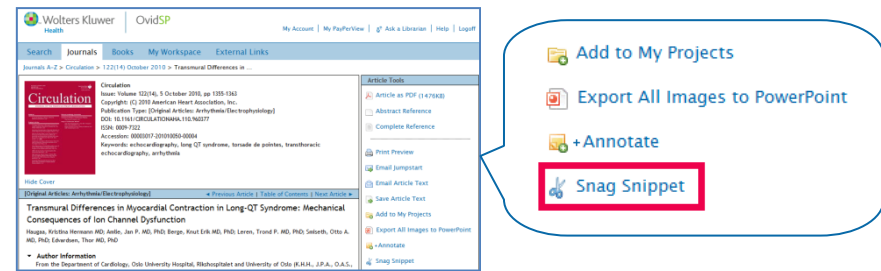 Wolters Kluwer
Health
OvidSP
My Account | My PayPerView | Ask a Librarian | Help | Logoff
Search Journals Books My Workspace External Links
Journals A-Z > Circulation > 122(14) October 2010 > Transmural Differences in ...
Circulation
Circulation
Issue: Volume 122(14), 5 October 2010, pp 1355-1363
Copyright: (C) 2010 American Heart Association, Inc.
Publication Type: [Original Articles: Arrhythmia/Electrophysiology]
DOI: 10.1161/CIRCULATIONAHA.110.960377
ISSN: 0009-7322
Accession: 00003017-201010050-00004
Keywords: echocardiography, long QT syndrome, torsade de pointes, transthoracic
echocardiography, arrhythmia
Hide Cover
[Original Articles: Arrhythmia/Electrophysiology]
◄ Previous Article | Table of Contents | Next Article ►
Transmural Differences in Myocardial Contraction in Long-QT Syndrome: Mechanical
Consequences of Ion Channel Dysfunction
Haugaa, Kristina Hermann MD; Amlie, Jan P. MD, PhD; Berge, Knut Erik MD, PhD; Leren, Trond P. MD, PhD; Smiseth, Otto A.
MD, PhD; Edvardsen, Thor MD, PhD
▼ Author Information
From the Department of Cardiology, Oslo University Hospital, Rikshospitalet and University of Oslo (K.H.H., J.P.A., O.A.S.,
Article Tools
Article as PDF (1476KB)
Abstract Reference
Complete Reference
Print Preview
Email Jumpstart
Email Article Text
Save Article Text
Add to My Projects
Export All Images to PowerPoint
+Annotate
Snag Snippet
Add to My Projects
Export All Images to PowerPoint
+Annotate
Snag Snippet